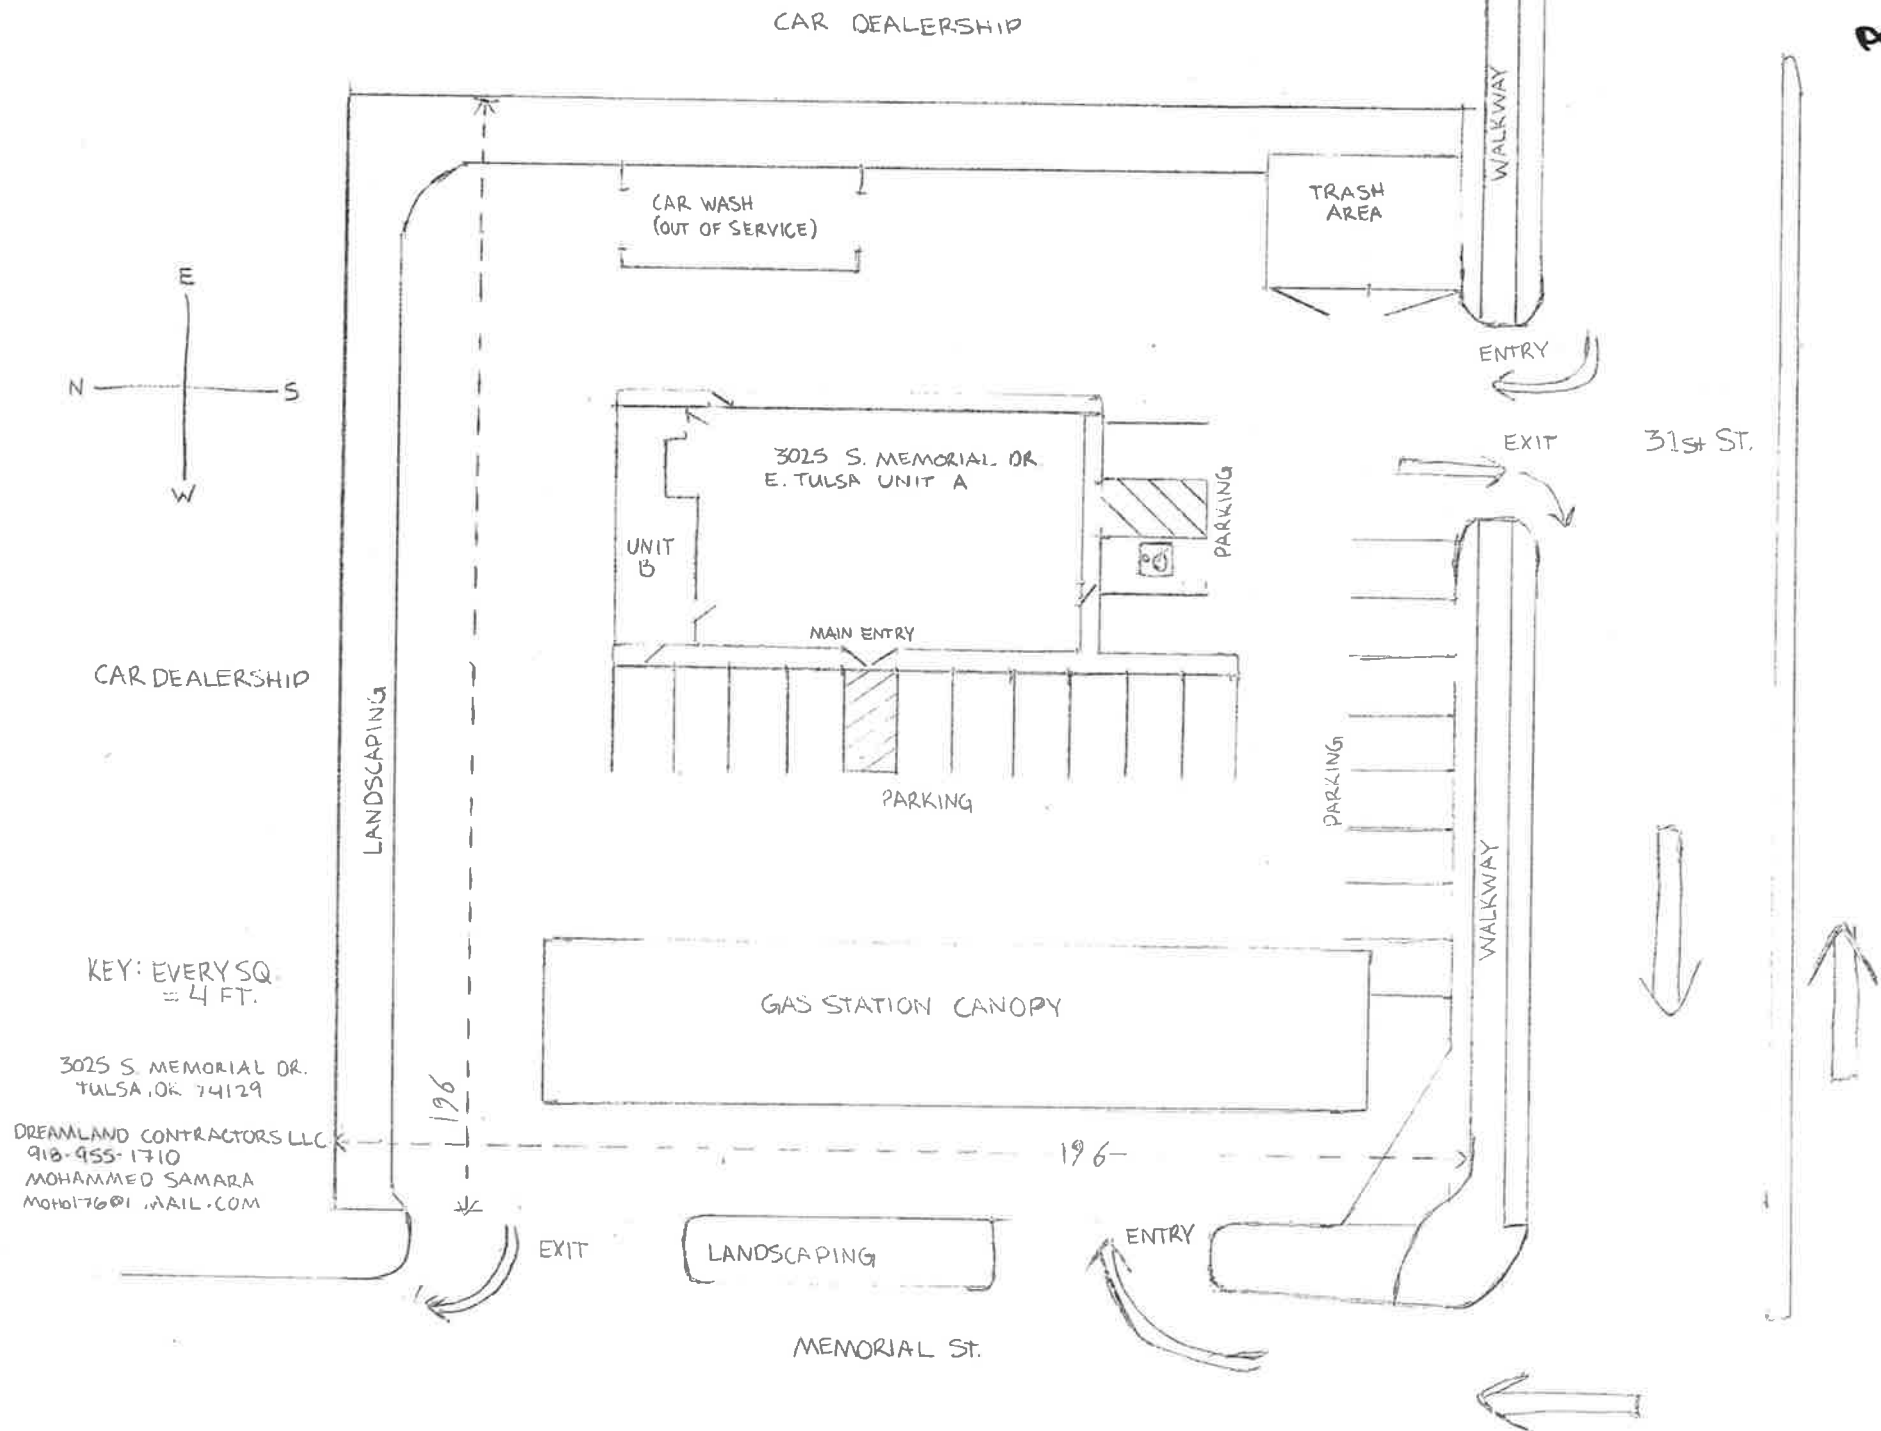 CAR DEALERSHIP
WALKWAY
CAR WASH
(OUT OF SERVICE)
TRASH
AREA
E
N
S
W
ENTRY
EXIT
31st ST.
3025 S. MEMORIAL DR
E. TULSA UNIT A
PARKING
UNIT
B
MAIN ENTRY
CAR DEALERSHIP
LANDSCAPING
PARKING
PARKING
WALKWAY
KEY: EVERY SQ
= 4 FT.
GAS STATION CANOPY
3025 S. MEMORIAL DR.
TULSA, OK 74129
196
DREAMLAND CONTRACTORS LLC
918-955-1710
MOHAMMED SAMARA
196
EXIT
LANDSCAPING
ENTRY
MEMORIAL ST.